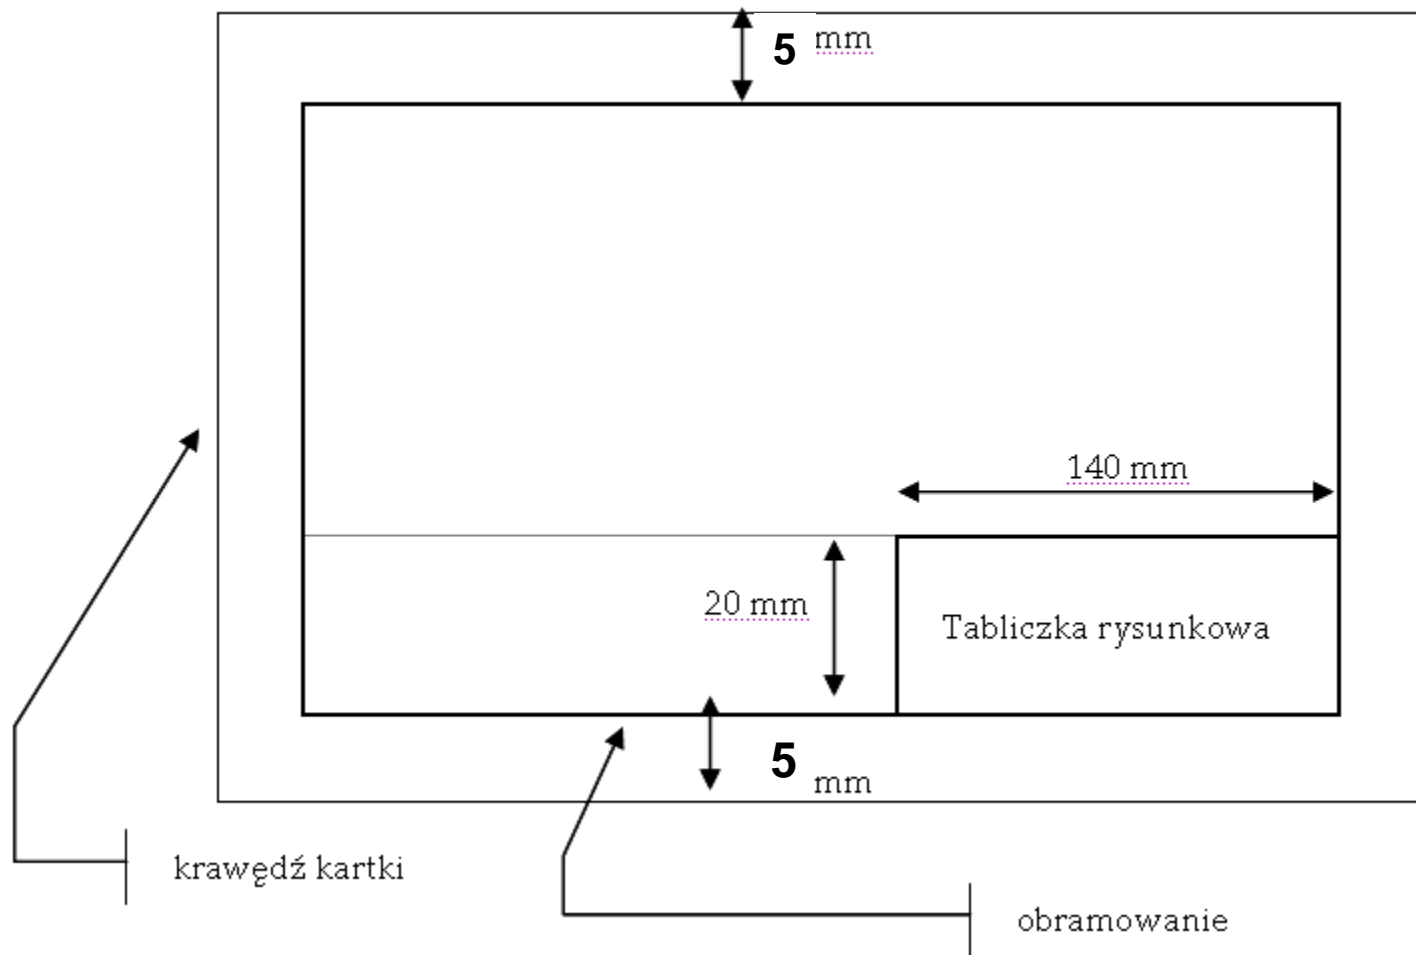 5 mm
140 mm
20 mm
Tabliczka rysunkowa
5 mm
krawędź kartki
obramowanie